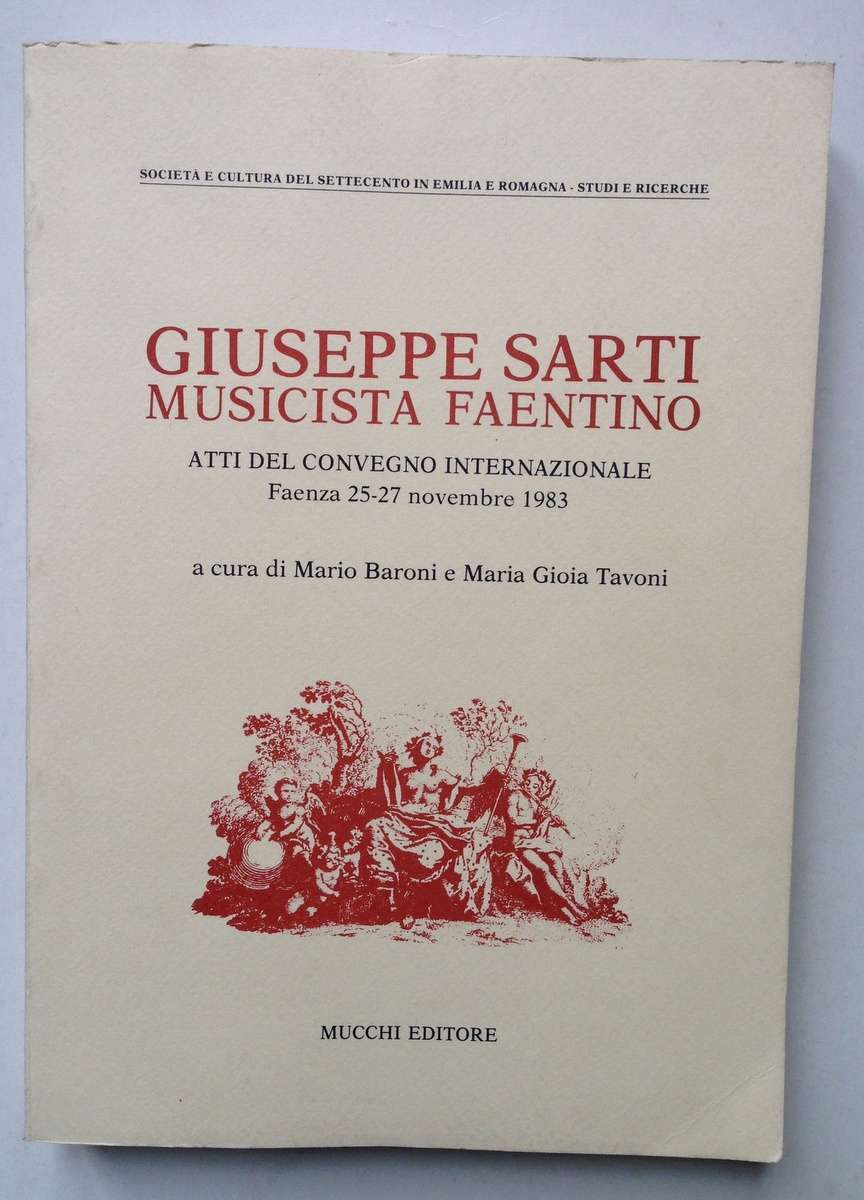 SOCIETÀ E CULTURA DEL SETTECENTO IN EMILIA E ROMAGNA - STUDI E RICERCHE
GIUSEPPE SARTI
MUSICISTA FAENTINO
ATTI DEL CONVEGNO INTERNAZIONALE
Faenza 25-27 novembre 1983
a cura di Mario Baroni e Maria Gioia Tavoni
MUCCHI EDITORE